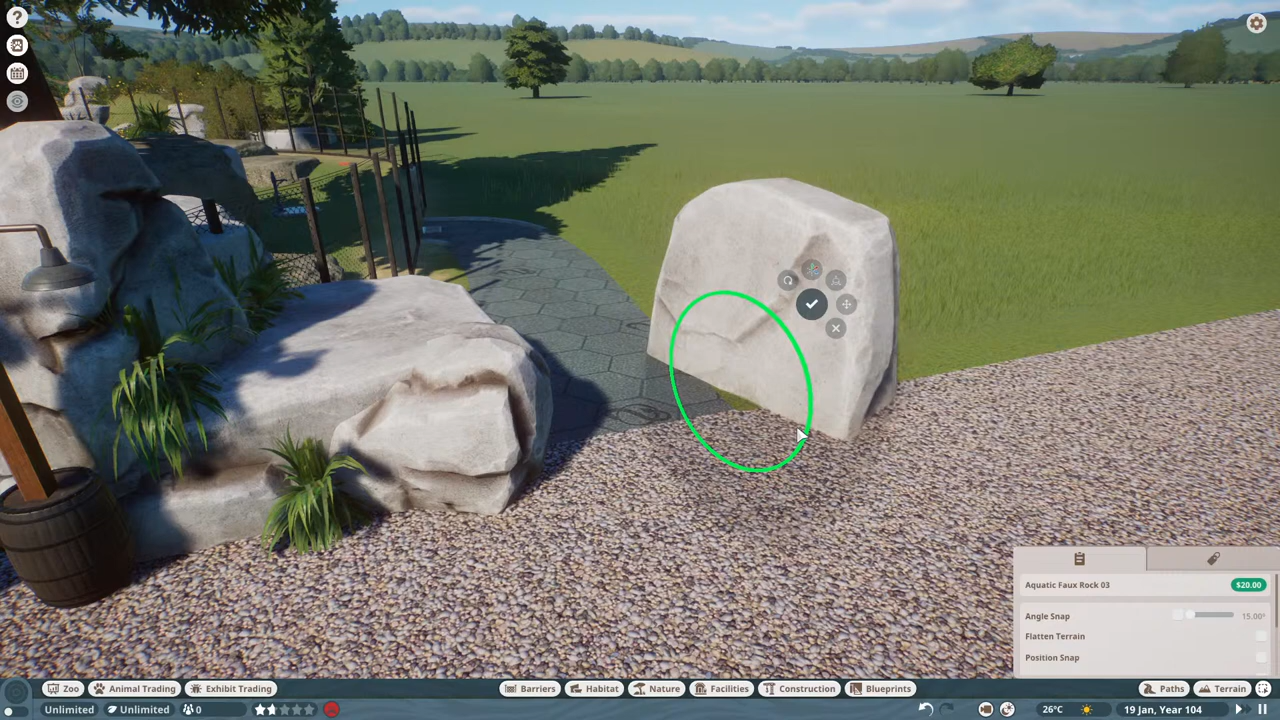 ?
Aquatic Faux Rock 03 $20.00
Angle Snap 15.00°
Flatten Terrain
Position Snap
Zoo Animal Trading Exhibit Trading Barriers Habitat Nature Facilities Construction Blueprints Paths Terrain
Unlimited Unlimited 0 26°C 19 Jan, Year 104